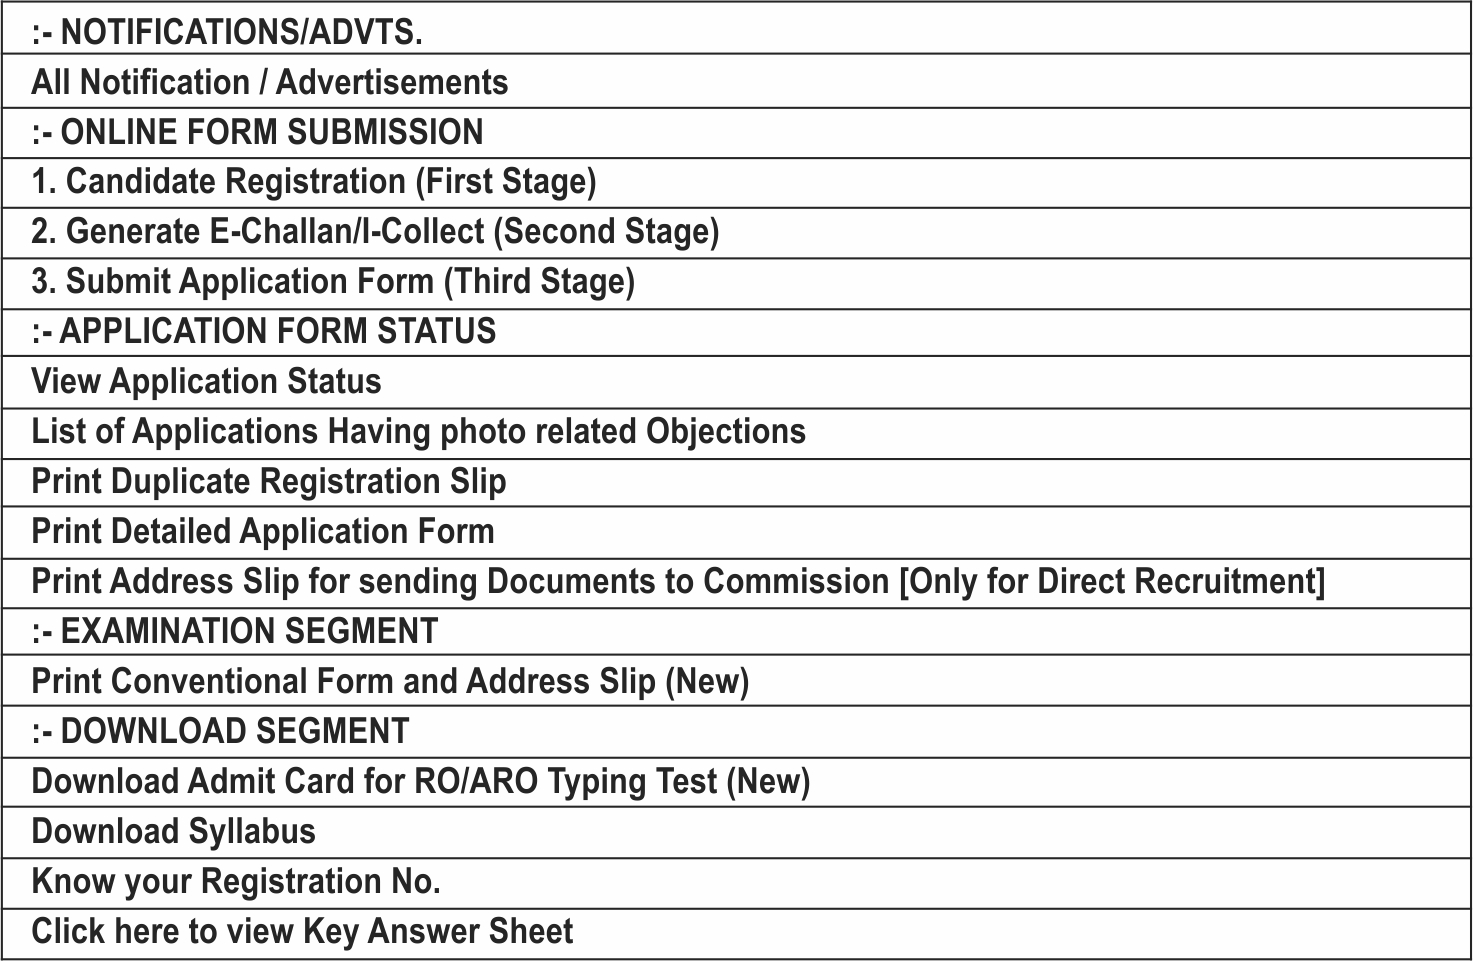 :- NOTIFICATIONS/ADVTS.
All Notification / Advertisements
:- ONLINE FORM SUBMISSION
1. Candidate Registration (First Stage)
2. Generate E-Challan/I-Collect (Second Stage)
3. Submit Application Form (Third Stage)
:- APPLICATION FORM STATUS
View Application Status
List of Applications Having photo related Objections
Print Duplicate Registration Slip
Print Detailed Application Form
Print Address Slip for sending Documents to Commission [Only for Direct Recruitment]
:- EXAMINATION SEGMENT
Print Conventional Form and Address Slip (New)
:- DOWNLOAD SEGMENT
Download Admit Card for RO/ARO Typing Test (New)
Download Syllabus
Know your Registration No.
Click here to view Key Answer Sheet